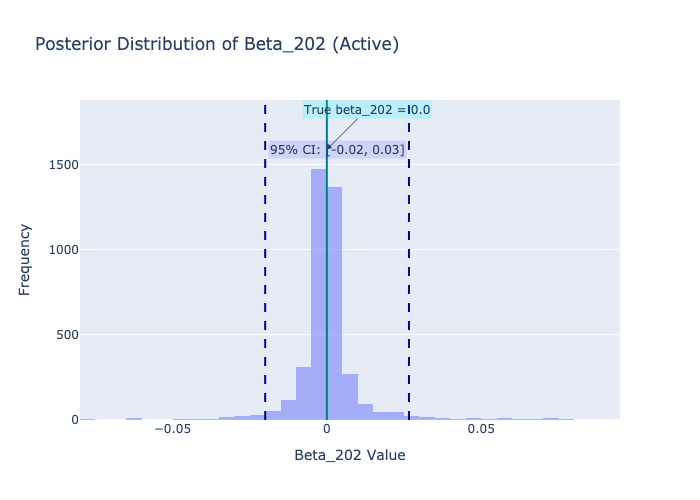 Posterior Distribution of Beta_202 (Active)
True beta_202 = 0.0
95% CI: [-0.02, 0.03]
1500
1000
500
0
Frequency
−0.05
0
0.05
Beta_202 Value